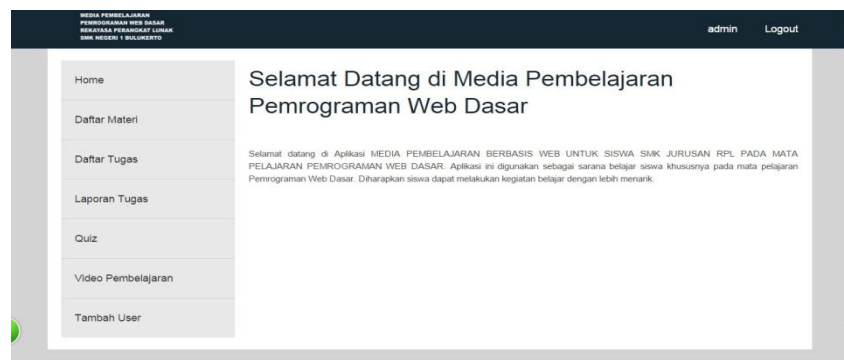 MEDIA PEMBELAJARAN
PEMROGRAMAN WEB DASAR
REKAYASA PERANGKAT LUNAK
SMK NEGERI 1 BULUKERTO
admin Logout
Home
Daftar Materi
Daftar Tugas
Laporan Tugas
Quiz
Video Pembelajaran
Tambah User
Selamat Datang di Media Pembelajaran
Pemrograman Web Dasar
Selamat datang di Aplikasi MEDIA PEMBELAJARAN BERBASIS WEB UNTUK SISWA SMK JURUSAN RPL PADA MATA
PELAJARAN PEMROGRAMAN WEB DASAR. Aplikasi ini digunakan sebagai sarana belajar siswa khususnya pada mata pelajaran
Pemrograman Web Dasar. Diharapkan siswa dapat melakukan kegiatan belajar dengan lebih menarik.